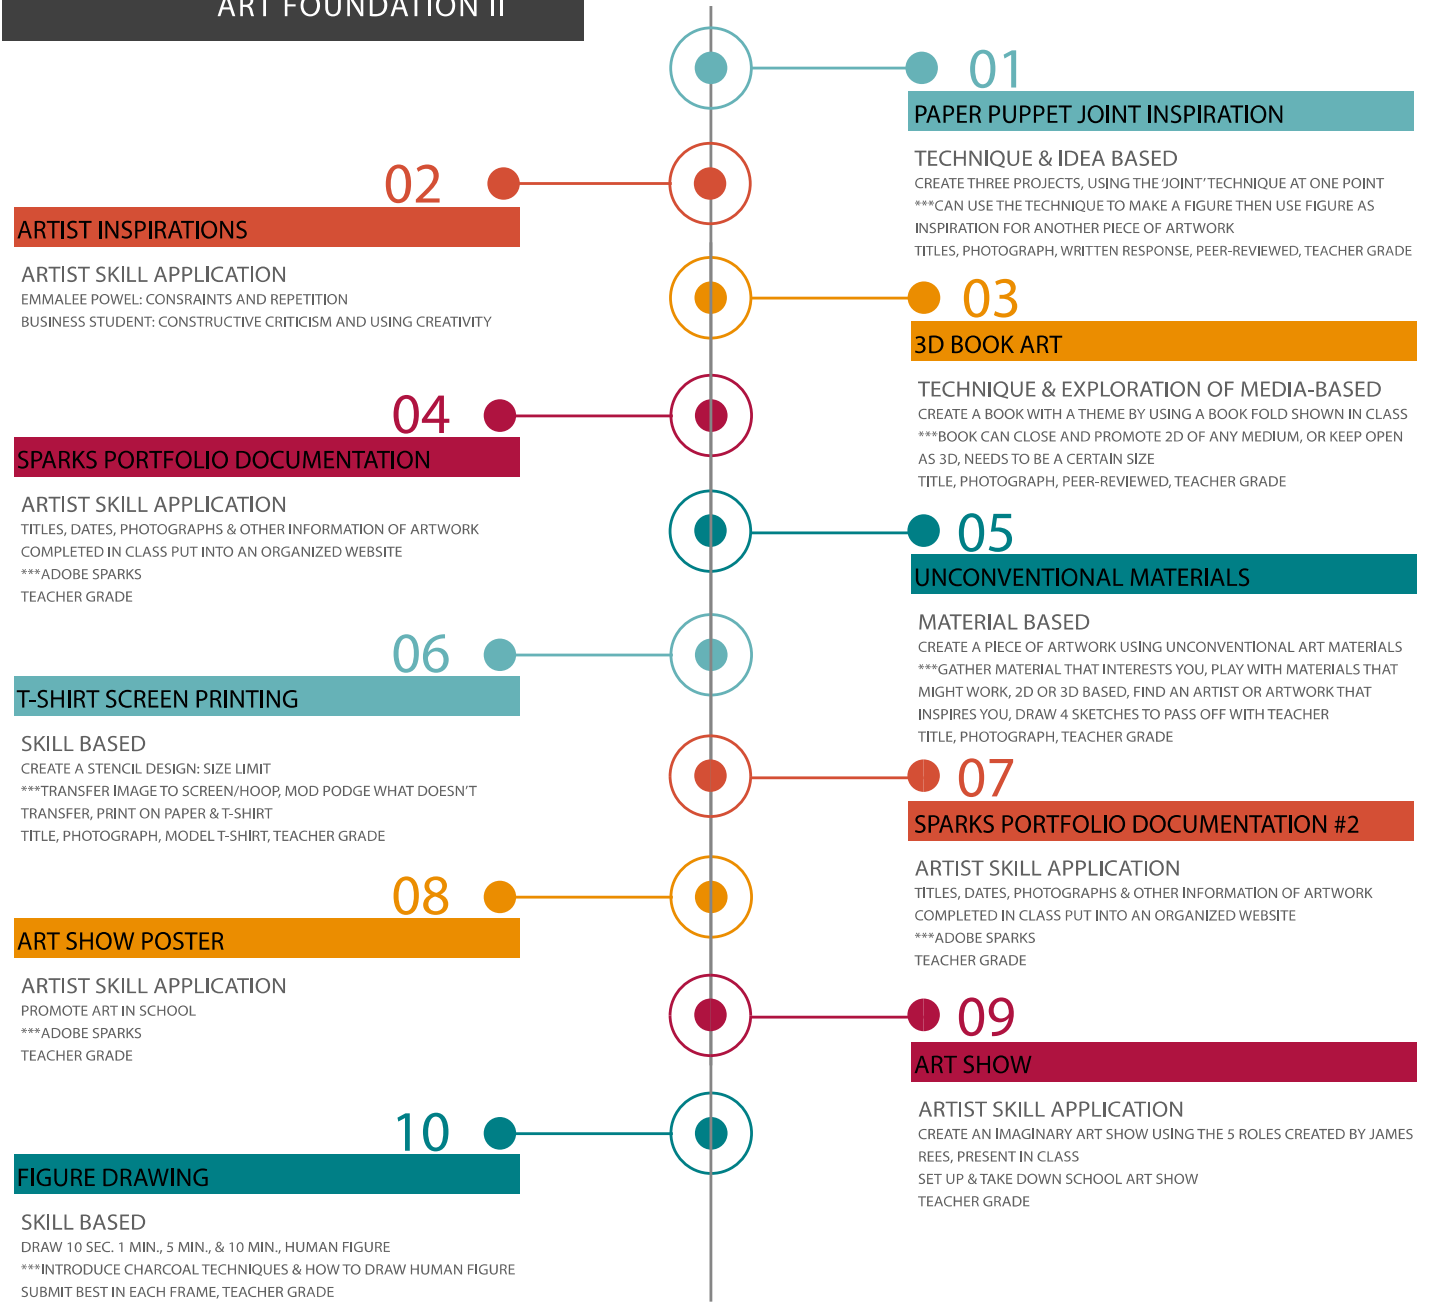 ART FOUNDATION II
01
PAPER PUPPET JOINT INSPIRATION
TECHNIQUE & IDEA BASED
CREATE THREE PROJECTS, USING THE 'JOINT' TECHNIQUE AT ONE POINT
***CAN USE THE TECHNIQUE TO MAKE A FIGURE THEN USE FIGURE AS
INSPIRATION FOR ANOTHER PIECE OF ARTWORK
TITLES, PHOTOGRAPH, WRITTEN RESPONSE, PEER-REVIEWED, TEACHER GRADE
02
ARTIST INSPIRATIONS
ARTIST SKILL APPLICATION
EMMALEE POWEL: CONSRAINTS AND REPETITION
BUSINESS STUDENT: CONSTRUCTIVE CRITICISM AND USING CREATIVITY
03
3D BOOK ART
TECHNIQUE & EXPLORATION OF MEDIA-BASED
CREATE A BOOK WITH A THEME BY USING A BOOK FOLD SHOWN IN CLASS
***BOOK CAN CLOSE AND PROMOTE 2D OF ANY MEDIUM, OR KEEP OPEN
AS 3D, NEEDS TO BE A CERTAIN SIZE
TITLE, PHOTOGRAPH, PEER-REVIEWED, TEACHER GRADE
04
SPARKS PORTFOLIO DOCUMENTATION
ARTIST SKILL APPLICATION
TITLES, DATES, PHOTOGRAPHS & OTHER INFORMATION OF ARTWORK
COMPLETED IN CLASS PUT INTO AN ORGANIZED WEBSITE
***ADOBE SPARKS
TEACHER GRADE
05
UNCONVENTIONAL MATERIALS
MATERIAL BASED
CREATE A PIECE OF ARTWORK USING UNCONVENTIONAL ART MATERIALS
***GATHER MATERIAL THAT INTERESTS YOU, PLAY WITH MATERIALS THAT
MIGHT WORK, 2D OR 3D BASED, FIND AN ARTIST OR ARTWORK THAT
INSPIRES YOU, DRAW 4 SKETCHES TO PASS OFF WITH TEACHER
TITLE, PHOTOGRAPH, TEACHER GRADE
06
T-SHIRT SCREEN PRINTING
SKILL BASED
CREATE A STENCIL DESIGN: SIZE LIMIT
***TRANSFER IMAGE TO SCREEN/HOOP, MOD PODGE WHAT DOESN'T
TRANSFER, PRINT ON PAPER & T-SHIRT
TITLE, PHOTOGRAPH, MODEL T-SHIRT, TEACHER GRADE
07
SPARKS PORTFOLIO DOCUMENTATION #2
ARTIST SKILL APPLICATION
TITLES, DATES, PHOTOGRAPHS & OTHER INFORMATION OF ARTWORK
COMPLETED IN CLASS PUT INTO AN ORGANIZED WEBSITE
***ADOBE SPARKS
TEACHER GRADE
08
ART SHOW POSTER
ARTIST SKILL APPLICATION
PROMOTE ART IN SCHOOL
***ADOBE SPARKS
TEACHER GRADE
09
ART SHOW
ARTIST SKILL APPLICATION
CREATE AN IMAGINARY ART SHOW USING THE 5 ROLES CREATED BY JAMES
REES, PRESENT IN CLASS
SET UP & TAKE DOWN SCHOOL ART SHOW
TEACHER GRADE
10
FIGURE DRAWING
SKILL BASED
DRAW 10 SEC. 1 MIN., 5 MIN., & 10 MIN., HUMAN FIGURE
***INTRODUCE CHARCOAL TECHNIQUES & HOW TO DRAW HUMAN FIGURE
SUBMIT BEST IN EACH FRAME, TEACHER GRADE